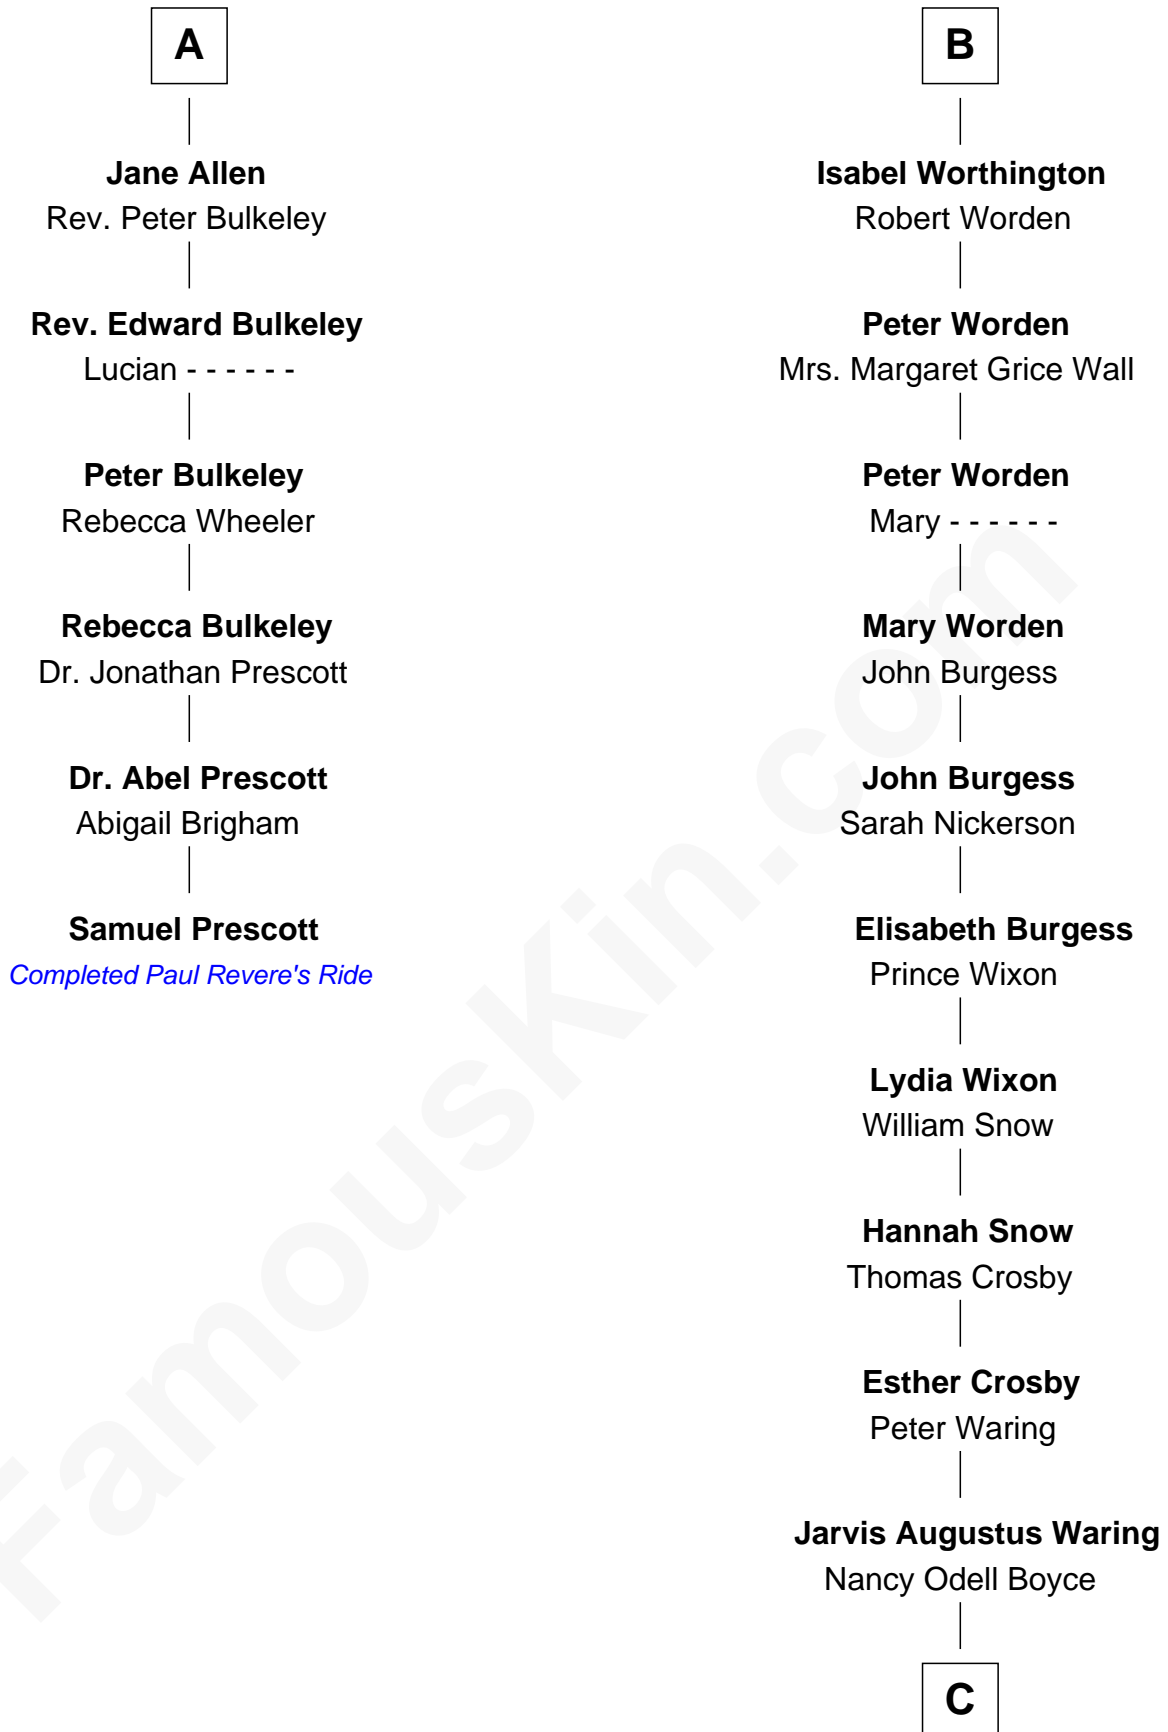 A
Jane Allen
Rev. Peter Bulkeley
Rev. Edward Bulkeley
Lucian - - - - - -
Peter Bulkeley
Rebecca Wheeler
Rebecca Bulkeley
Dr. Jonathan Prescott
Dr. Abel Prescott
Abigail Brigham
Samuel Prescott
Completed Paul Revere's Ride
B
Isabel Worthington
Robert Worden
Peter Worden
Mrs. Margaret Grice Wall
Peter Worden
Mary - - - - - -
Mary Worden
John Burgess
John Burgess
Sarah Nickerson
Elisabeth Burgess
Prince Wixon
Lydia Wixon
William Snow
Hannah Snow
Thomas Crosby
Esther Crosby
Peter Waring
Jarvis Augustus Waring
Nancy Odell Boyce
C
FamousKin.com